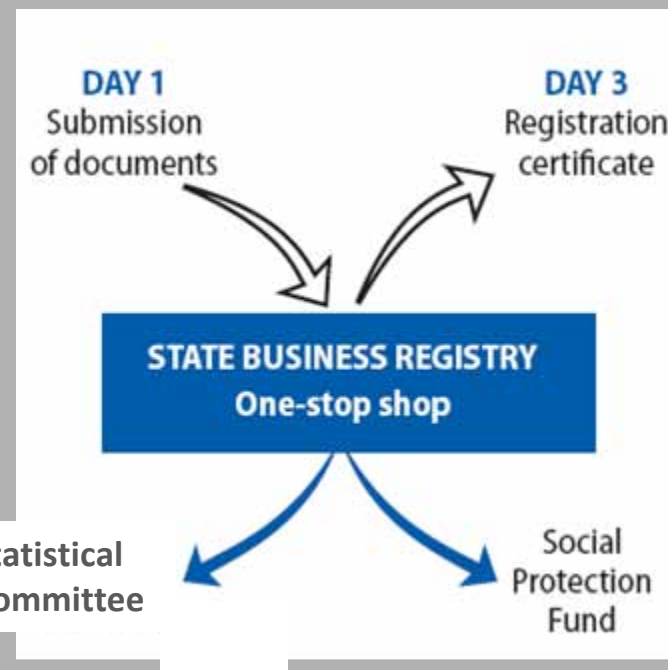 DAY 1
Submission
of documents
DAY 3
Registration
certificate
STATE BUSINESS REGISTRY
One-stop shop
tatistical
ommittee
Social
Protection
Fund